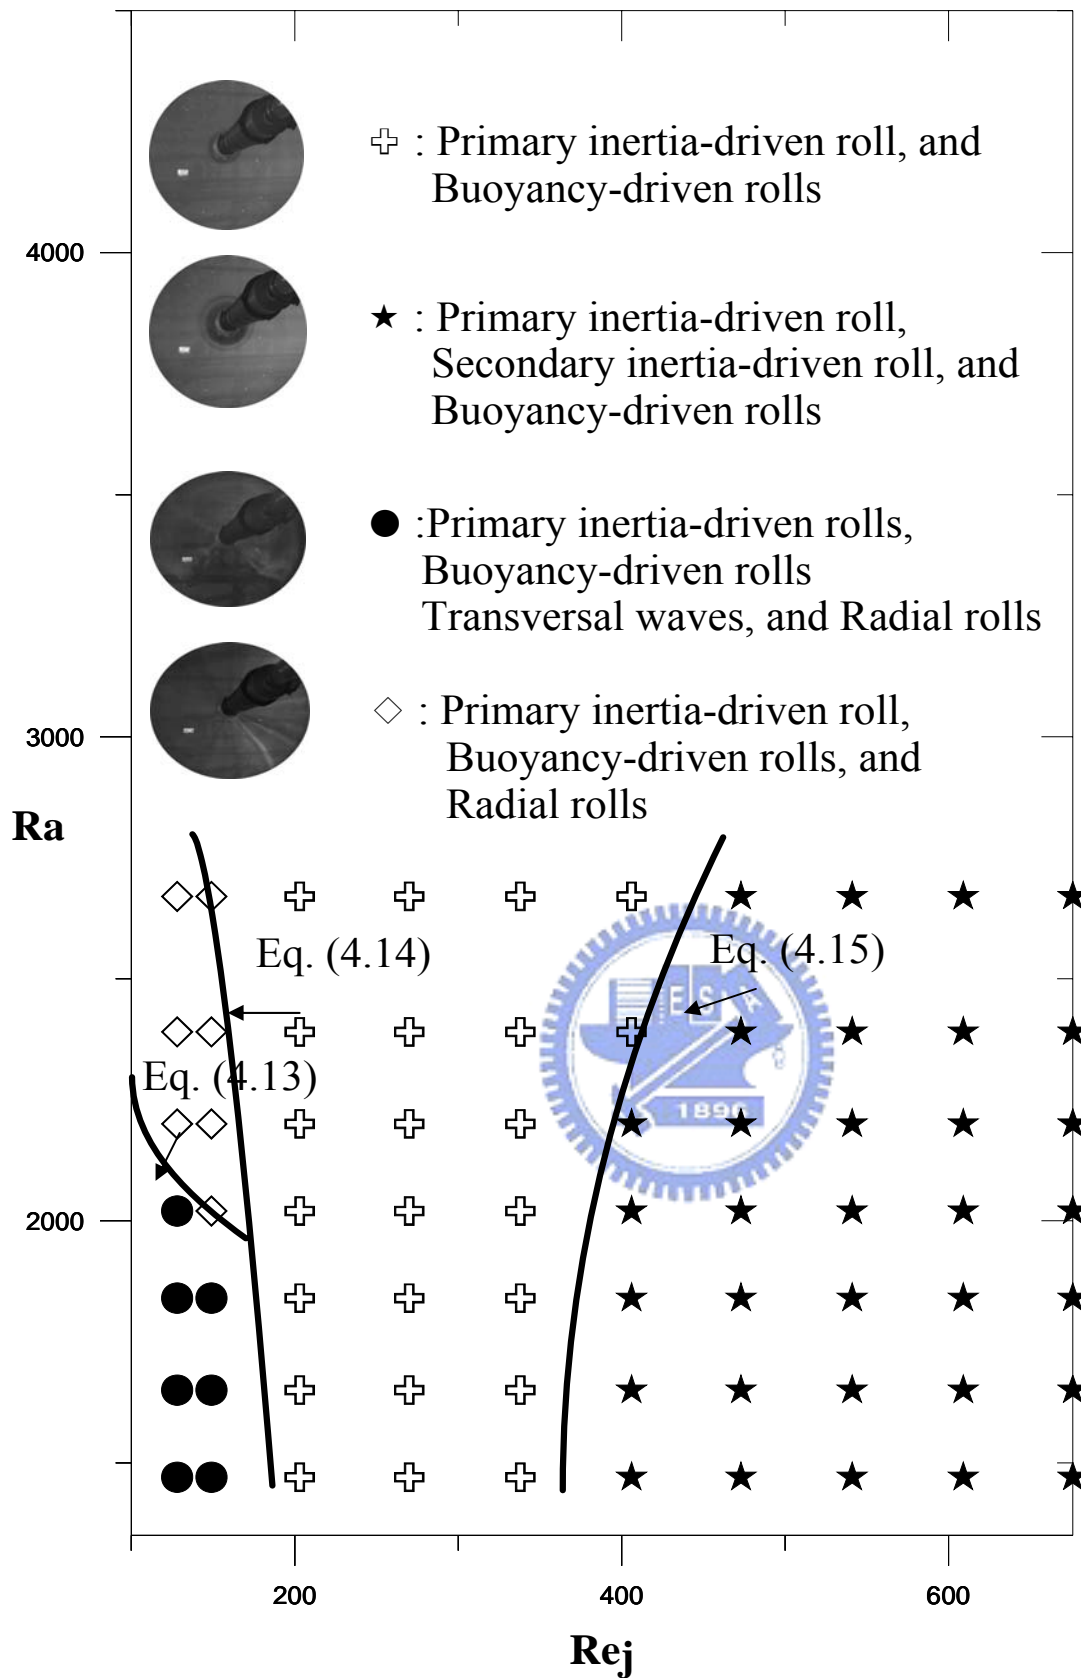 : Primary inertia-driven roll, and
Buoyancy-driven rolls
4000
: Primary inertia-driven roll,
Secondary inertia-driven roll, and
Buoyancy-driven rolls
:Primary inertia-driven rolls,
Buoyancy-driven rolls
Transversal waves, and Radial rolls
: Primary inertia-driven roll,
Buoyancy-driven rolls, and
Radial rolls
3000
Ra
Eq. (4.14)
Eq. (4.15)
E S A
Eq. (4.13)
1896
2000
200
400
600
Rej